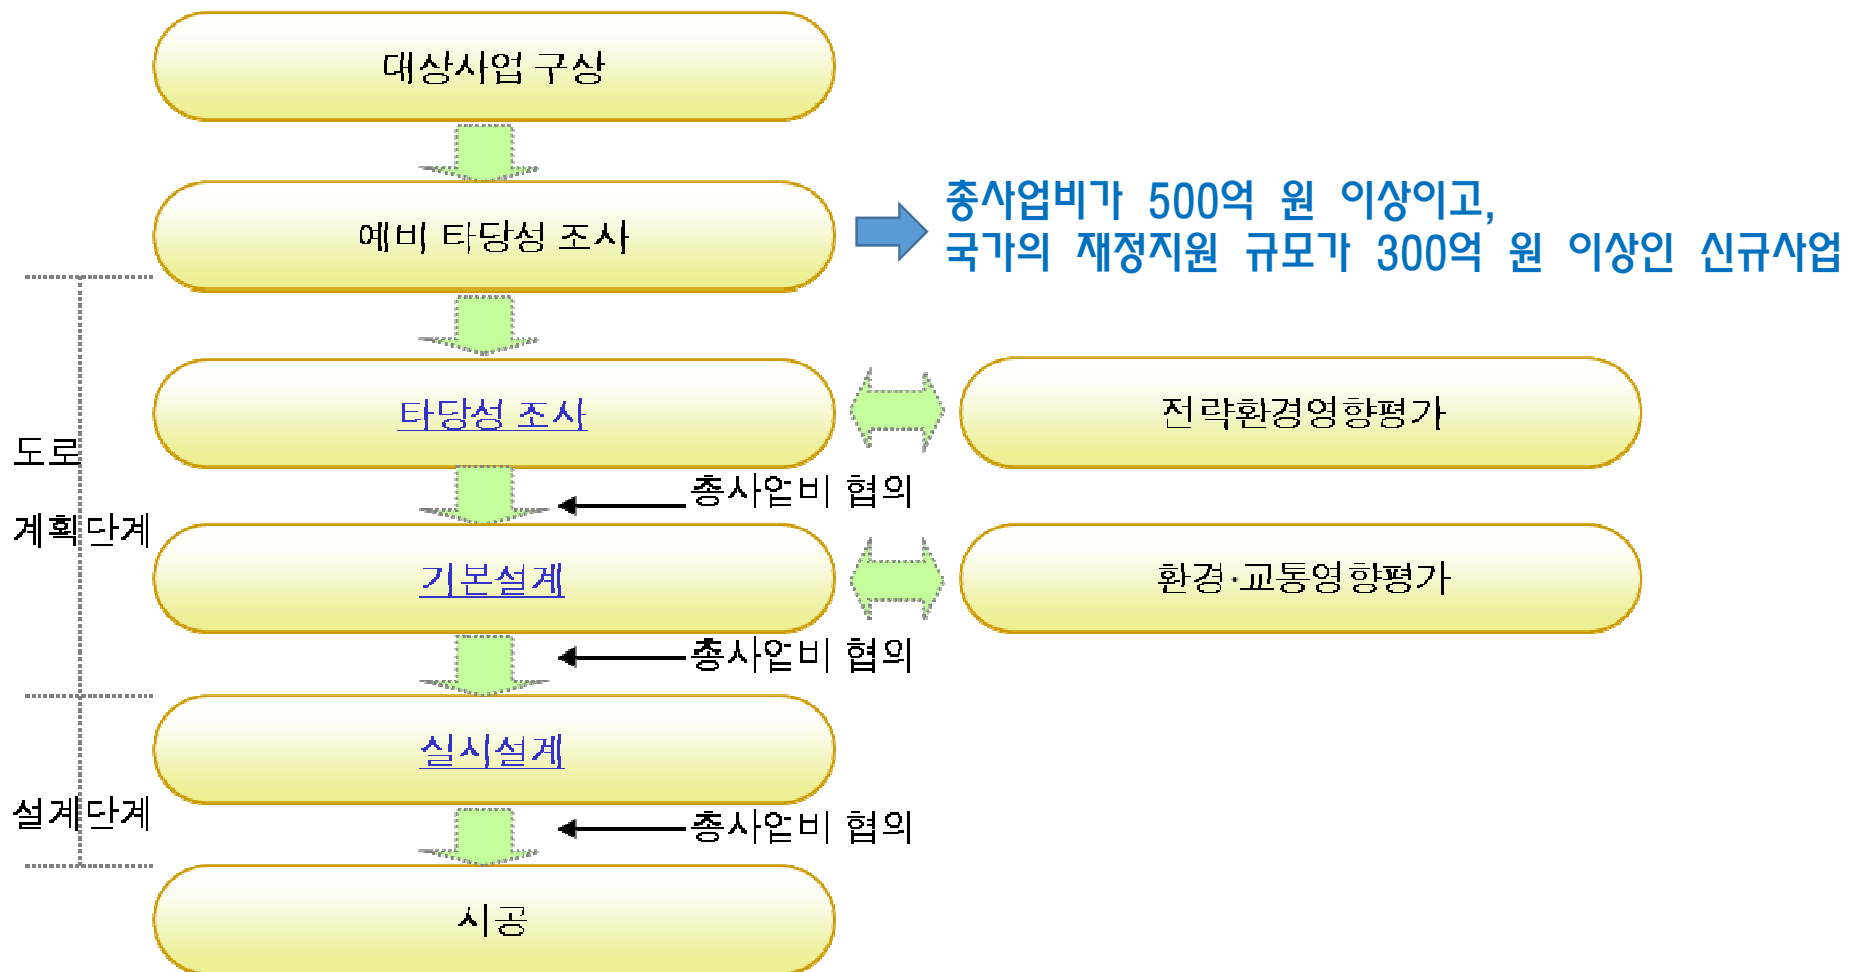 대상사업 구상
예비 타당성 조사
총사업비가 500억 원 이상이고,
국가의 재정지원 규모가 300억 원 이상인 신규사업
타당성 조사
전략환경영향평가
도로
총사업비 협의
계획단계
기본설계
환경·교통영향평가
총사업비 협의
실시설계
설계단계
총사업비 협의
시공